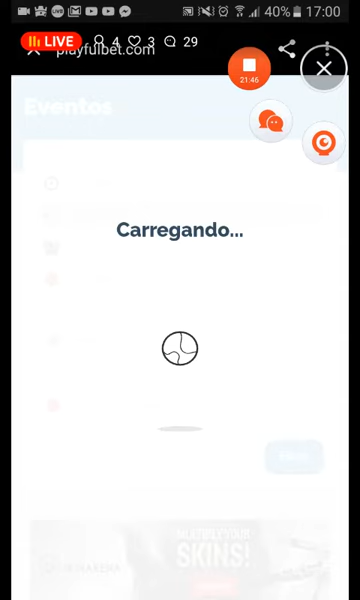 40% 17:00
LIVE 4 3 29
playfulbet.com
21:46
Eventos
Carregando...
MULTIPLY YOUR
SKINS!